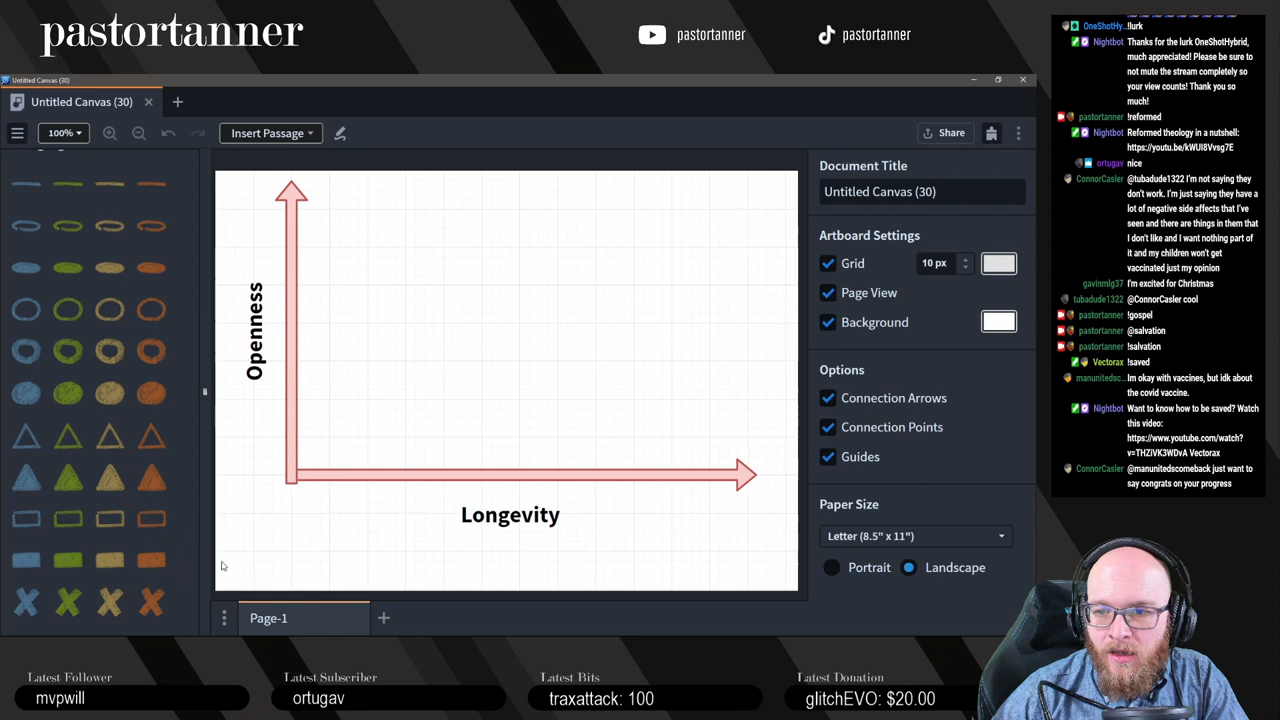 pastortanner
pastortanner
pastortanner
Untitled Canvas (30)
Untitled Canvas (30)
100%
Insert Passage
Share
Openness
Longevity
Page-1
Document Title
Untitled Canvas (30)
Artboard Settings
Grid
10 px
Page View
Background
Options
Connection Arrows
Connection Points
Guides
Paper Size
Letter (8.5" x 11")
Portrait
Landscape
OneShotHy.. !lurk
Nightbot Thanks for the lurk OneShotHybrid,
much appreciated! Please be sure to
not mute the stream completely so
your view counts! Thank you so
much!
pastortanner !reformed
Nightbot Reformed theology in a nutshell:
https://youtu.be/kWUI8Vvsg7E
ortugav nice
ConnorCasler @tubadude1322 I'm not saying they
don't work. I'm just saying they have a
lot of negative side affects that I've
seen and there are things in them that
I don't like and I want nothing part of
it and my children won't get
vaccinated just my opinion
gavinmlg37 I'm excited for Christmas
tubadude1322 @ConnorCasler cool
pastortanner !gospel
pastortanner @salvation
pastortanner !salvation
Vectorax !saved
manunitedsc... Im okay with vaccines, but idk about
the covid vaccine.
Nightbot Want to know how to be saved? Watch
this video:
https://www.youtube.com/watch?
v=THZiVK3WDvA Vectorax
ConnorCasler @manunitedscomeback just want to
say congrats on your progress
Latest Follower
mvpwill
Latest Subscriber
ortugav
Latest Bits
traxattack: 100
Latest Donation
glitchEVO: $20.00